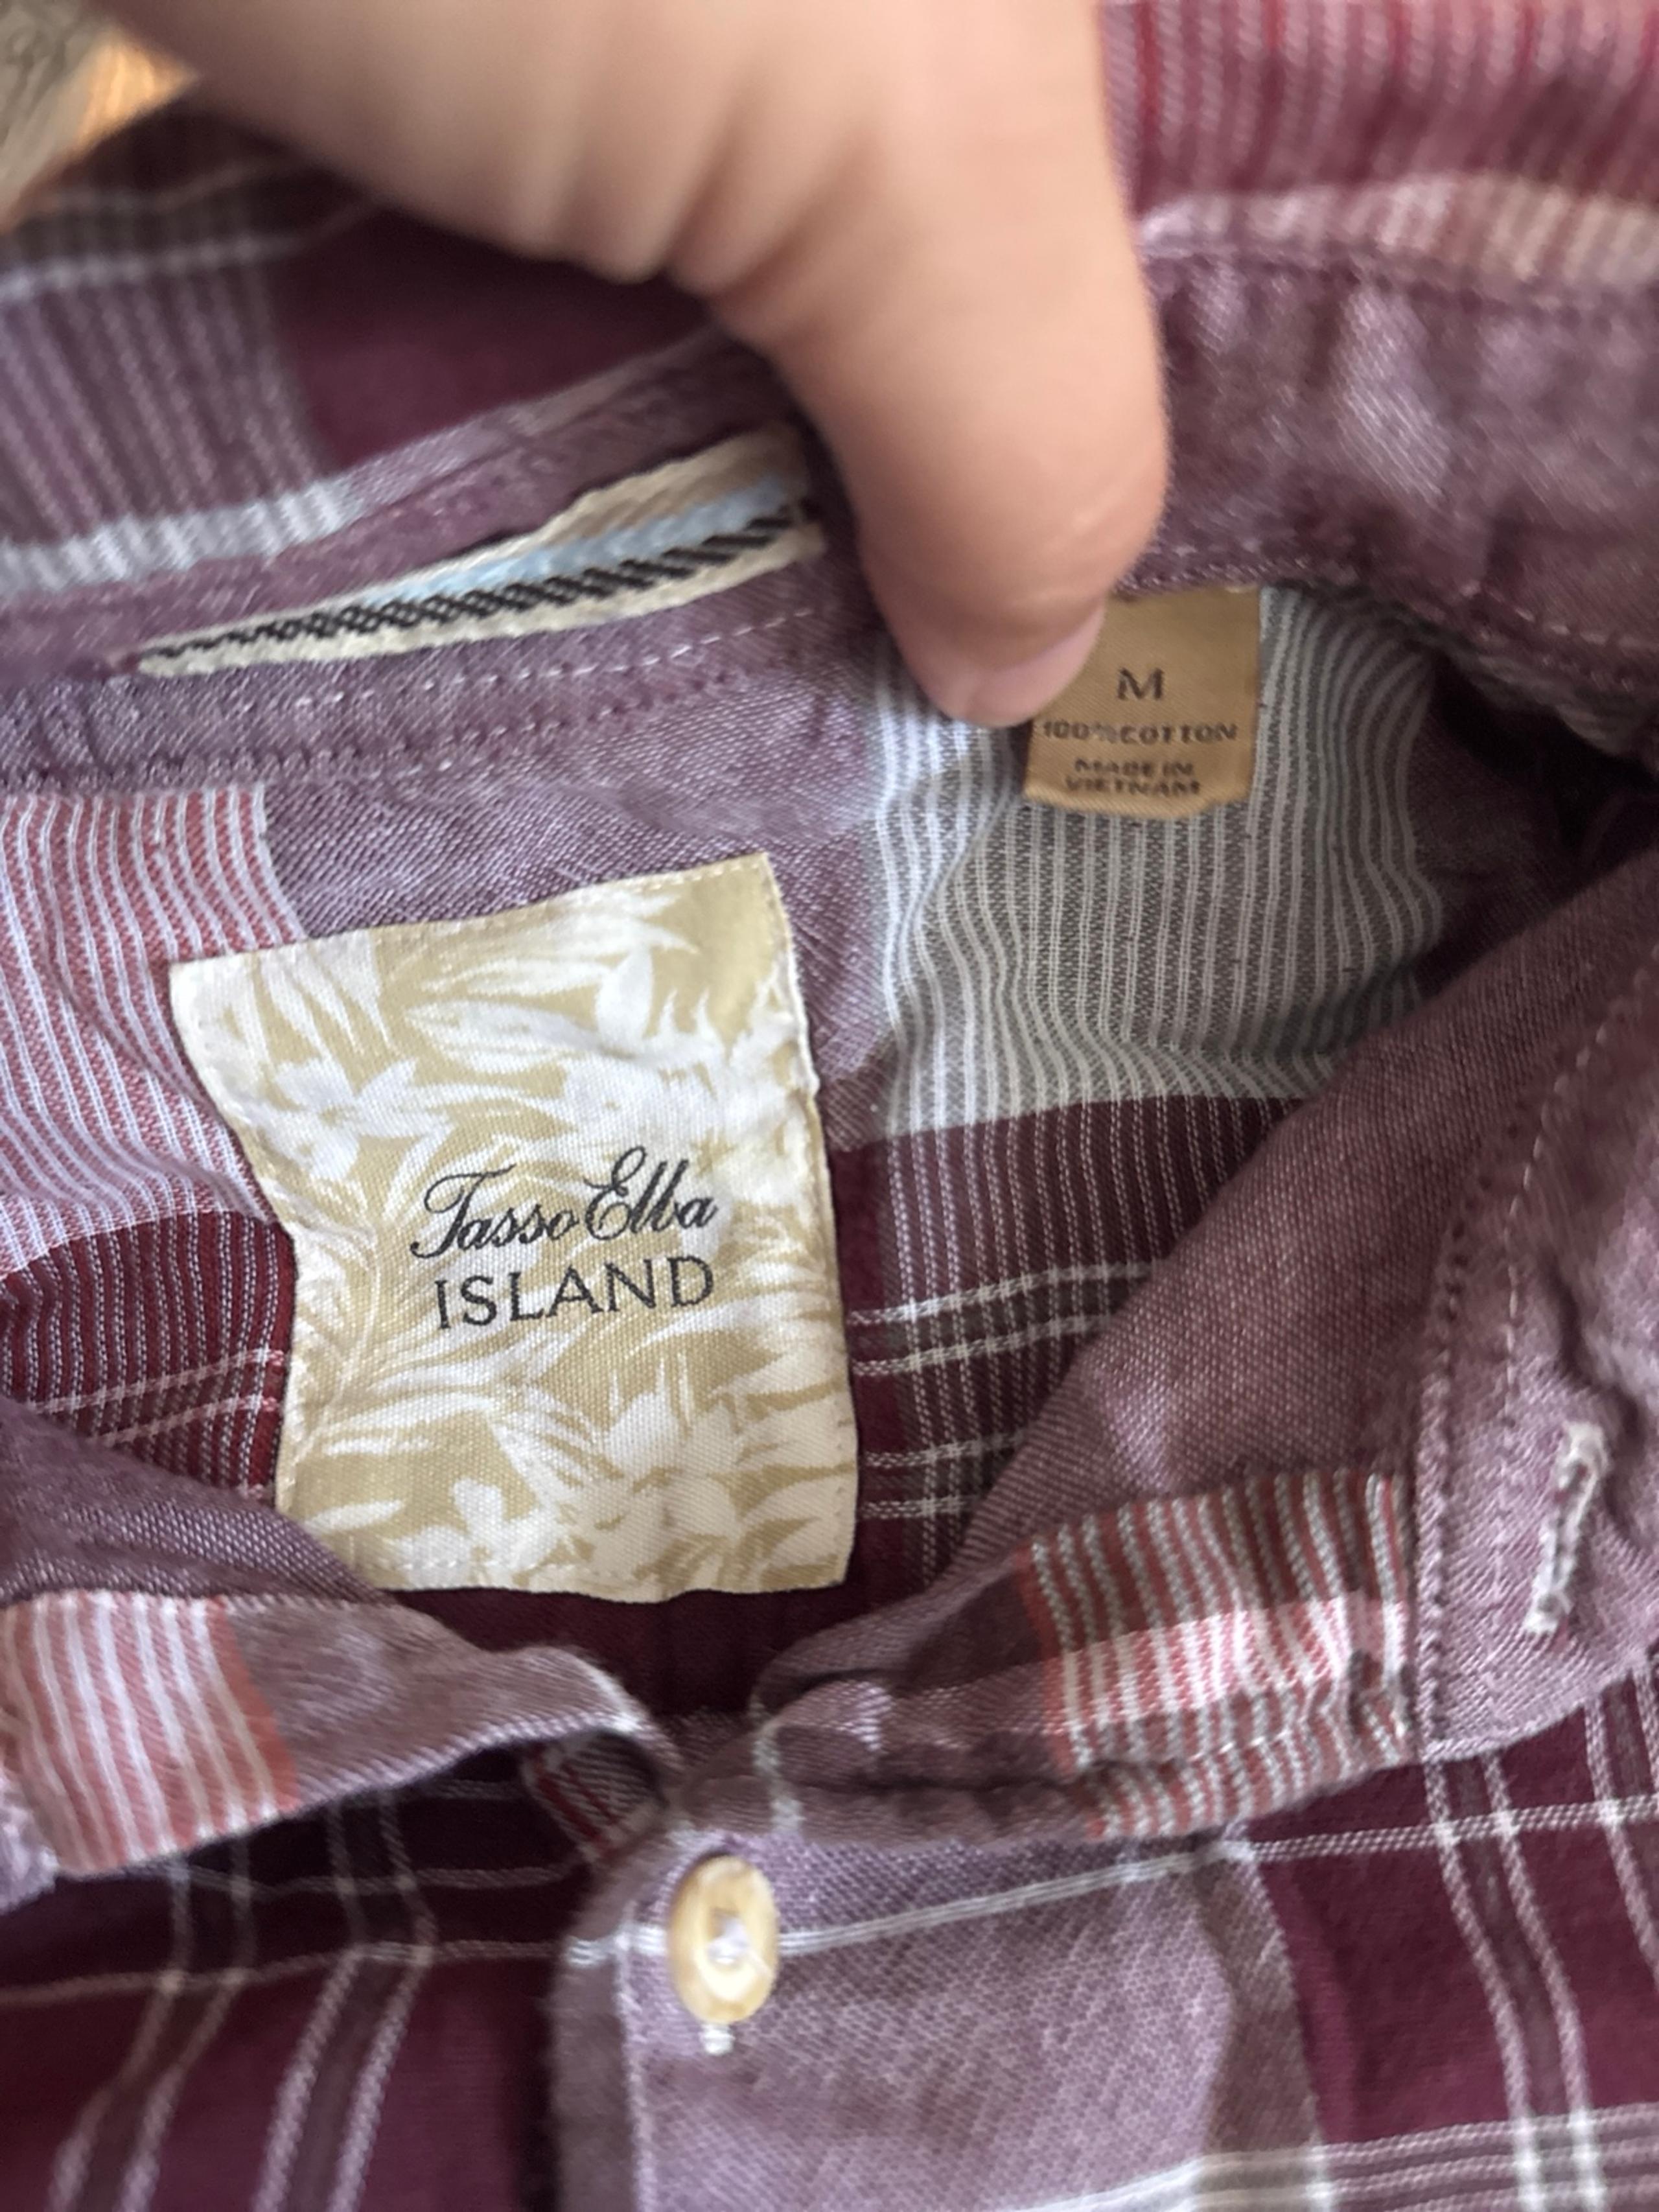 M
100% COTTON
MADE IN
VIETNAM
Tasso Elba
ISLAND